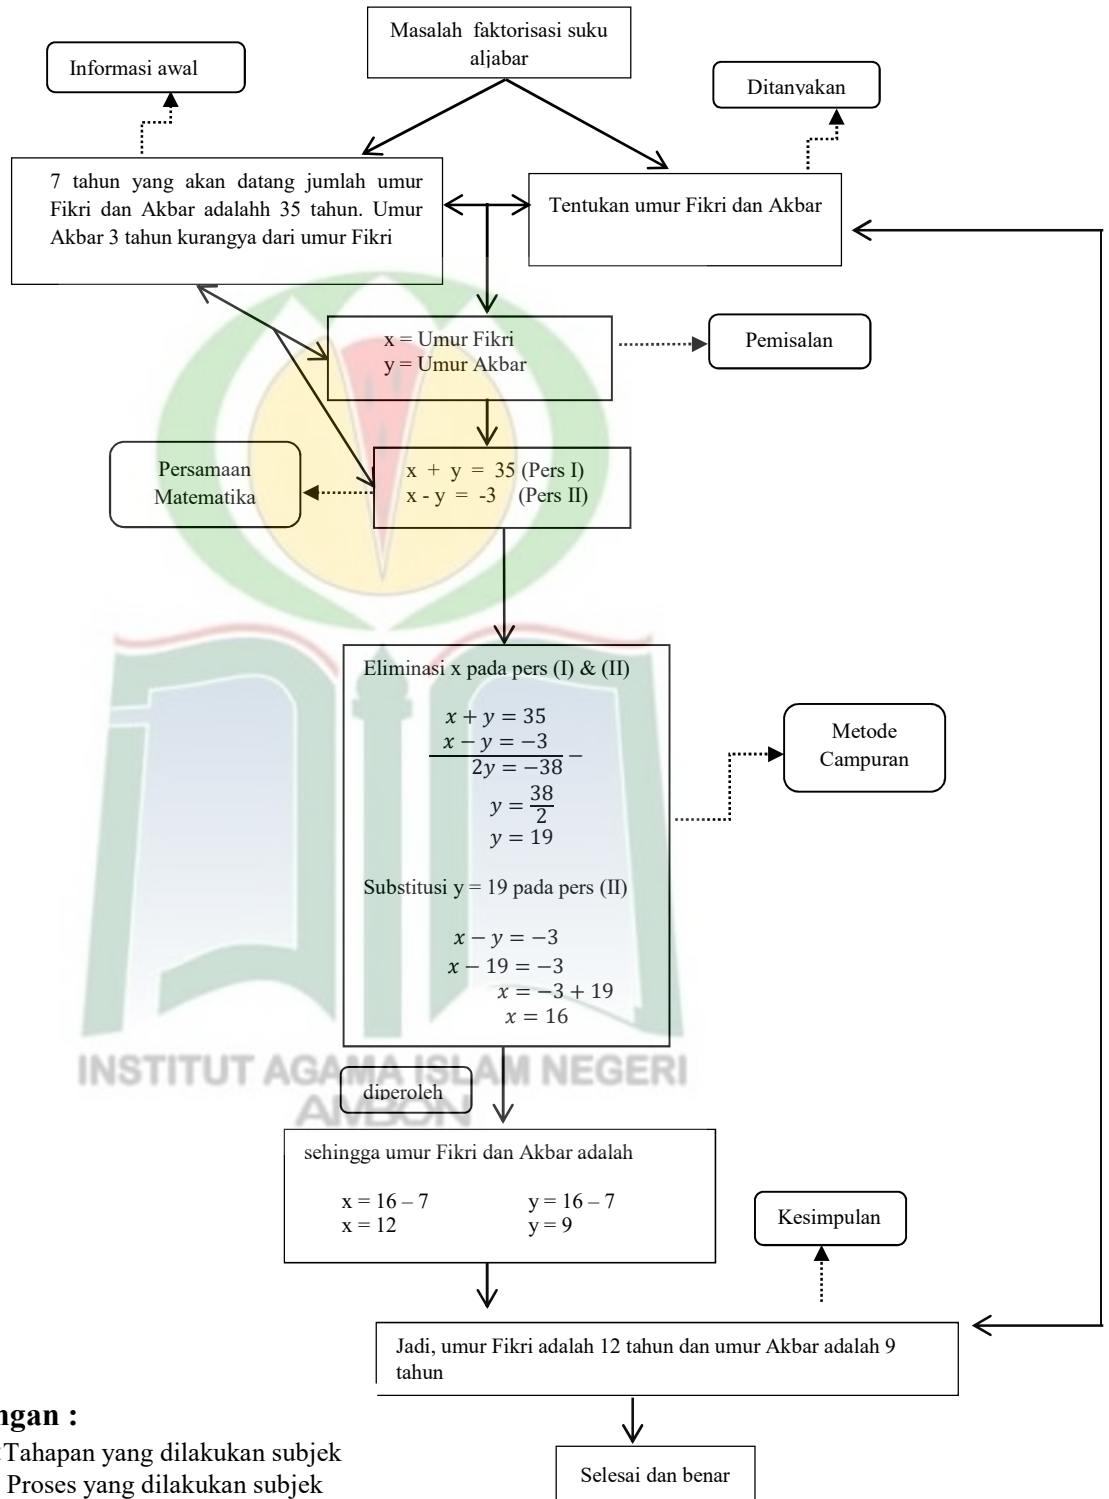 Masalah faktorisasi suku
aljabar
Informasi awal
Ditanyakan
7 tahun yang akan datang jumlah umur
Fikri dan Akbar adalahh 35 tahun. Umur
Akbar 3 tahun kurangya dari umur Fikri
Tentukan umur Fikri dan Akbar
x = Umur Fikri
y = Umur Akbar
Pemisalan
Persamaan
Matematika
x + y = 35 (Pers I)
x - y = -3 (Pers II)
Eliminasi x pada pers (I) & (II)
x + y = 35
x − y = −3
2y = −38 −
y = 38/2
y = 19
Metode
Campuran
Substitusi y = 19 pada pers (II)
x − y = −3
x − 19 = −3
x = −3 + 19
x = 16
INSTITUT AGAMA ISLAM NEGERI
AMBON
diperoleh
sehingga umur Fikri dan Akbar adalah
x = 16 – 7 y = 16 – 7
x = 12 y = 9
Kesimpulan
Jadi, umur Fikri adalah 12 tahun dan umur Akbar adalah 9
tahun
ngan :
:Tahapan yang dilakukan subjek
Proses yang dilakukan subjek
Selesai dan benar